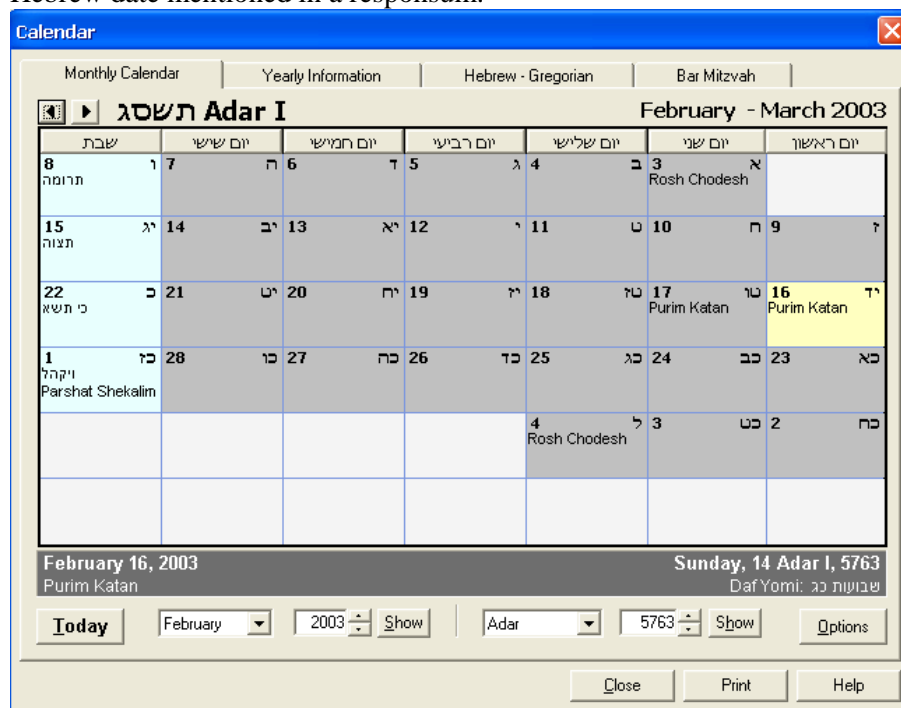 Hebrew date mentioned in a responsum.
Calendar
Monthly Calendar Yearly Information Hebrew - Gregorian Bar Mitzvah
תשסג Adar I February - March 2003
שבת יום שישי יום חמישי יום רביעי יום שלישי יום שני יום ראשון
8 ו 7 ה 6 ד 5 ג 4 ב 3 א
תרומה Rosh Chodesh
15 יג 14 יב 13 יא 12 י 11 ט 10 ח 9 ז
תצוה
22 כ 21 יט 20 יח 19 יז 18 טז 17 טו 16 יד
כי תשא Purim Katan Purim Katan
1 כז 28 כו 27 כה 26 כד 25 כג 24 כב 23 כא
ויקהל
Parshat Shekalim
4 ל 3 כט 2 כח
Rosh Chodesh
February 16, 2003 Sunday, 14 Adar I, 5763
Purim Katan Daf Yomi: שבועות כג
Today February 2003 Show Adar 5763 Show Options
Close Print Help